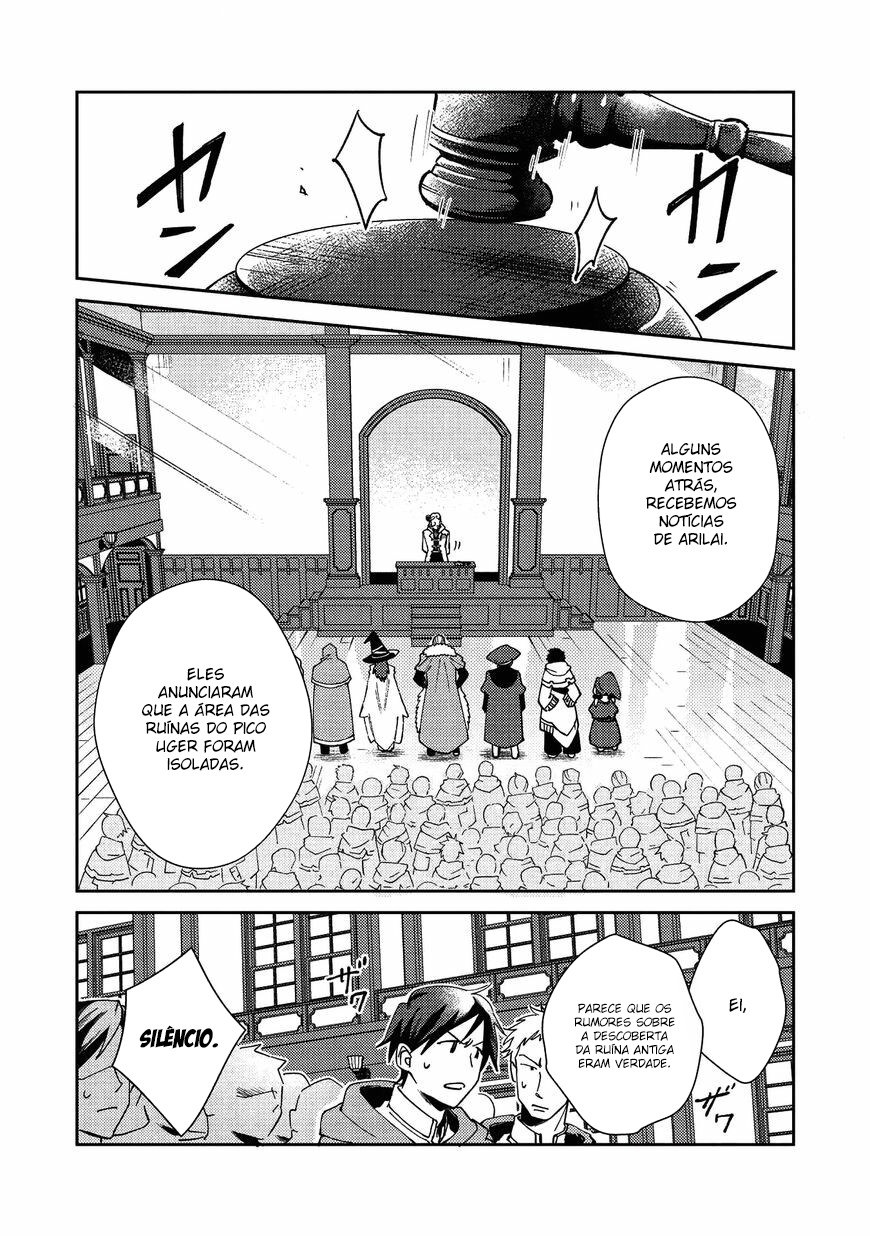 カン
カン
ALGUNS
MOMENTOS
ATRÁS,
RECEBEMOS
NOTÍCIAS
DE ARILAI.
ELES
ANUNCIARAM
QUE A ÁREA DAS
RUÍNAS DO PICO
UGER FORAM
ISOLADAS.
EI,
PARECE QUE OS
RUMORES SOBRE
A DESCOBERTA
DA RUÍNA ANTIGA
ERAM VERDADE.
ザワ
ザワ
SILÊNCIO.